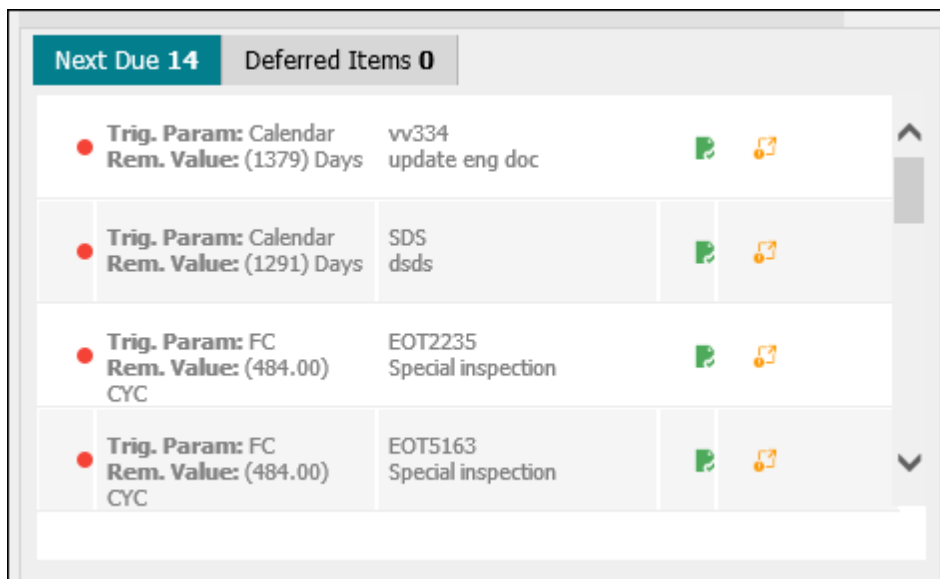 Next Due 14 Deferred Items 0
Trig. Param: Calendar vv334
Rem. Value: (1379) Days update eng doc
Trig. Param: Calendar SDS
Rem. Value: (1291) Days dsds
Trig. Param: FC EOT2235
Rem. Value: (484.00) Special inspection
CYC
Trig. Param: FC EOT5163
Rem. Value: (484.00) Special inspection
CYC